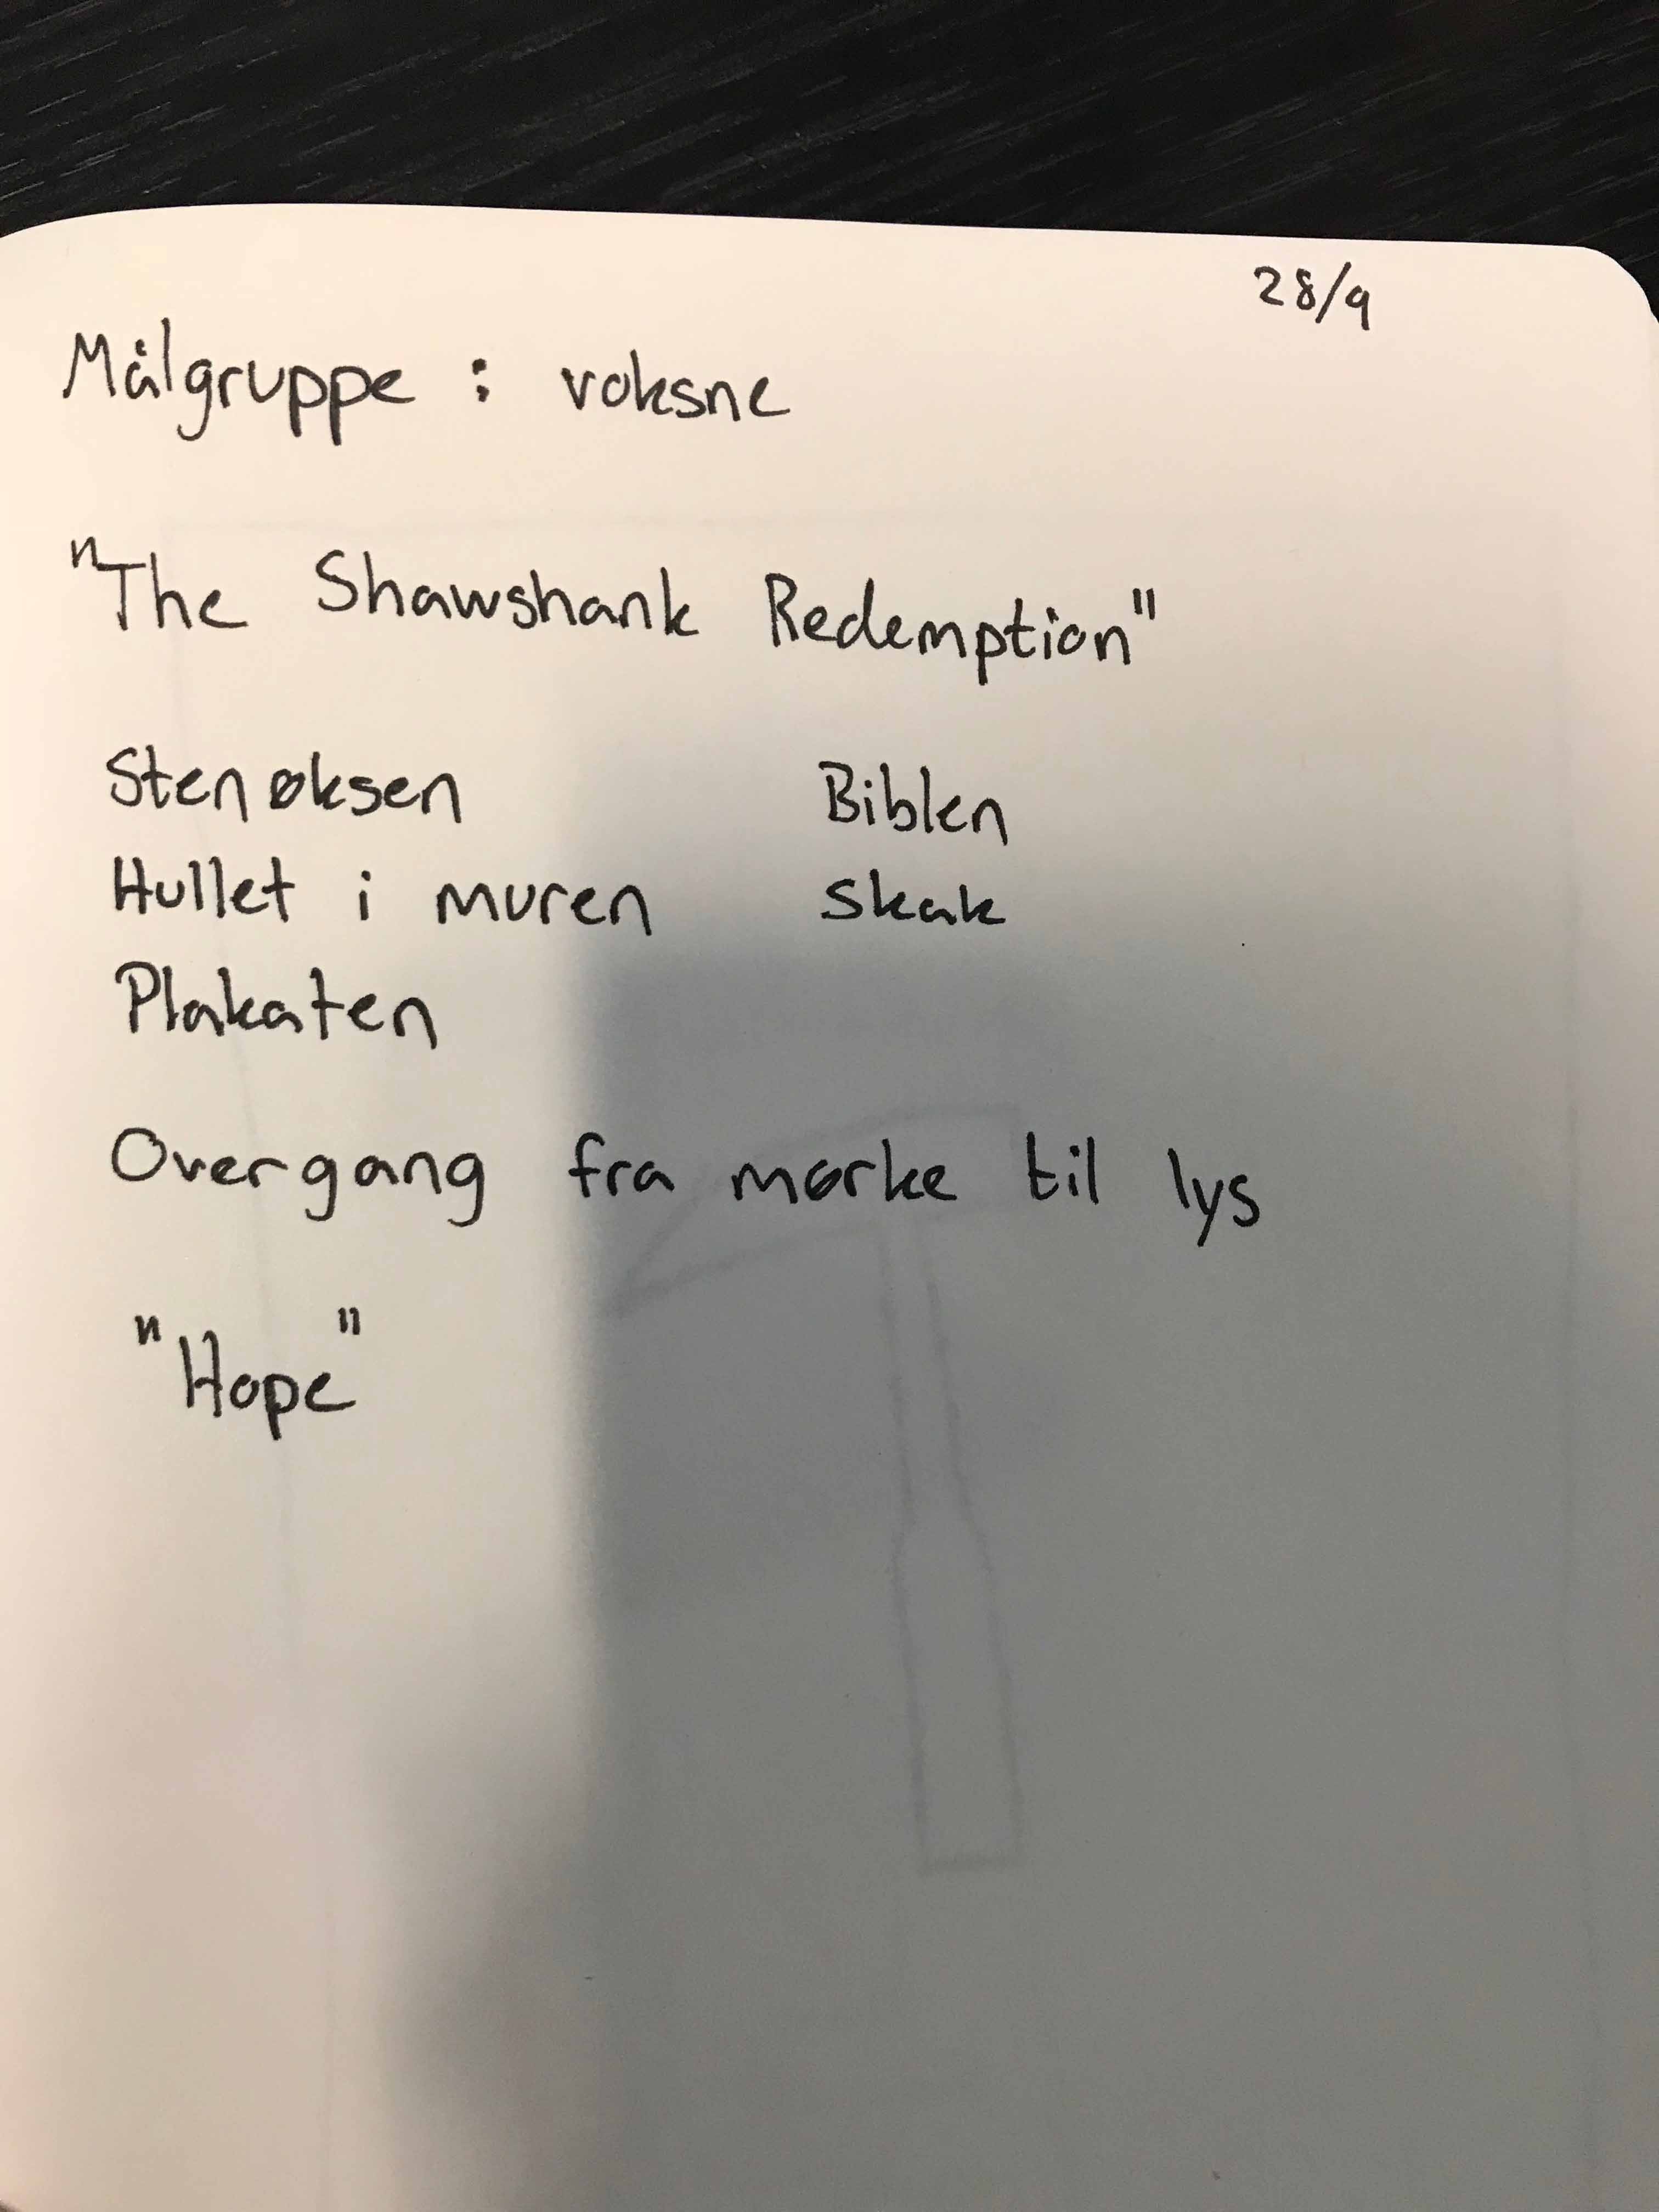 28/9
Målgruppe : voksne
"The Shawshank Redemption"
Stenøksen
Biblen
Hullet i muren
Skak
Plakaten
Overgang fra mørke til lys
"Hope"